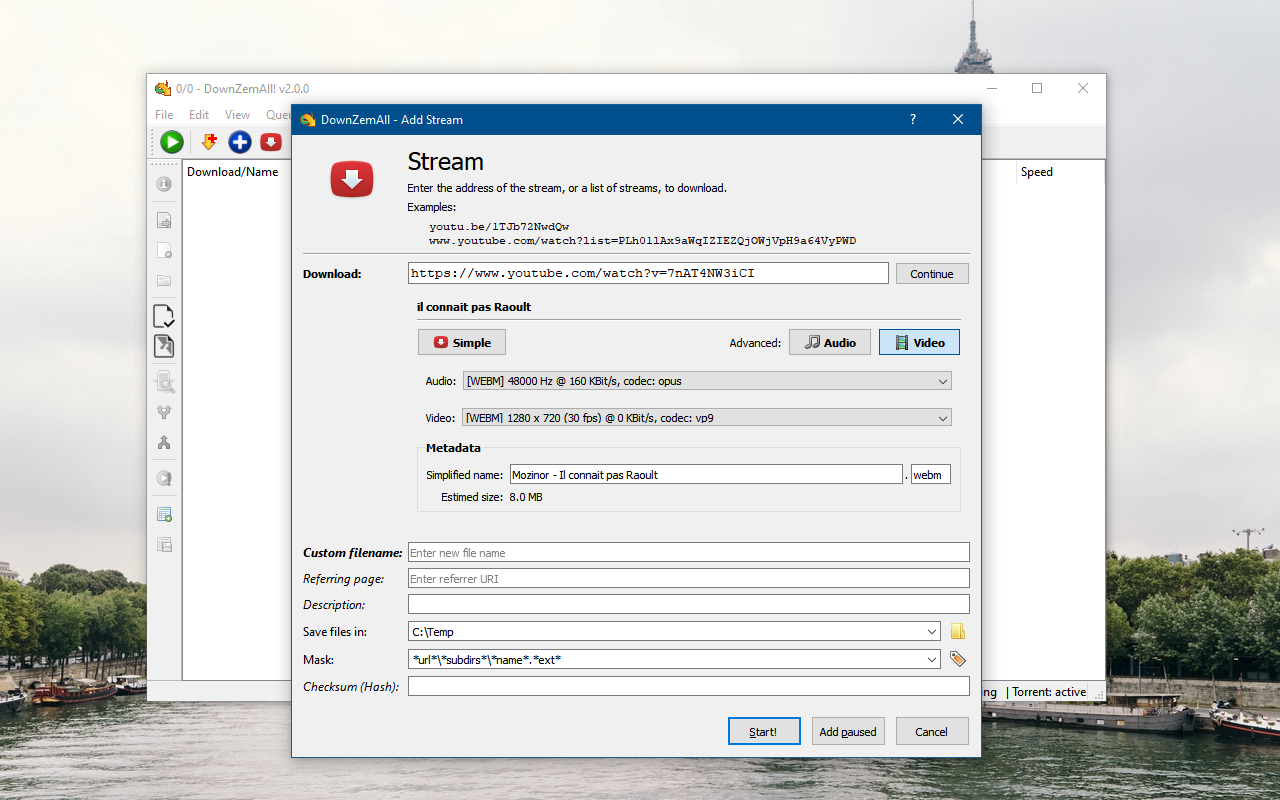 0/0 - DownZemAll! v2.0.0
File Edit View
DownZemAll - Add Stream
?
Download/Name
Speed
Stream
Enter the address of the stream, or a list of streams, to download.
Examples:
youtu.be/lTJb72NwdQw
www.youtube.com/watch?list=PLh0llAx9aWqIZIEZQjOWjVpH9a64VyPWD
Download: https://www.youtube.com/watch?v=7nAT4NW3iCI Continue
il connait pas Raoult
Simple Advanced: Audio Video
Audio: [WEBM] 48000 Hz @ 160 KBit/s, codec: opus
Video: [WEBM] 1280 x 720 (30 fps) @ 0 KBit/s, codec: vp9
Metadata
Simplified name: Mozinor - Il connait pas Raoult . webm
Estimed size: 8.0 MB
Custom filename: Enter new file name
Referring page: Enter referrer URI
Description:
Save files in: C:\Temp
Mask: *url*\*subdirs*\*name*.*ext*
Checksum (Hash):
ng | Torrent: active
Start! Add paused Cancel